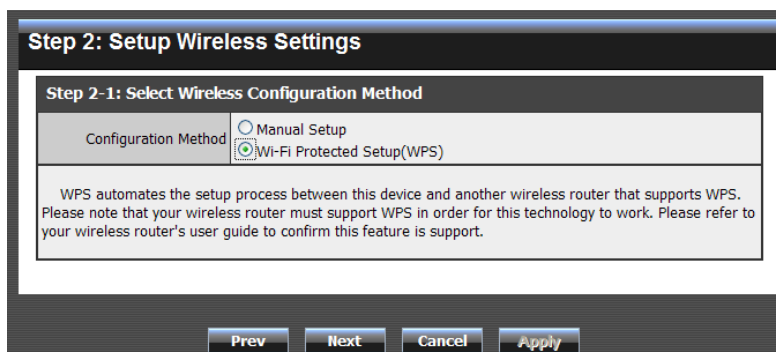 Step 2: Setup Wireless Settings
Step 2-1: Select Wireless Configuration Method
Configuration Method
Manual Setup
Wi-Fi Protected Setup(WPS)
WPS automates the setup process between this device and another wireless router that supports WPS.
Please note that your wireless router must support WPS in order for this technology to work. Please refer to
your wireless router's user guide to confirm this feature is support.
Prev Next Cancel Apply